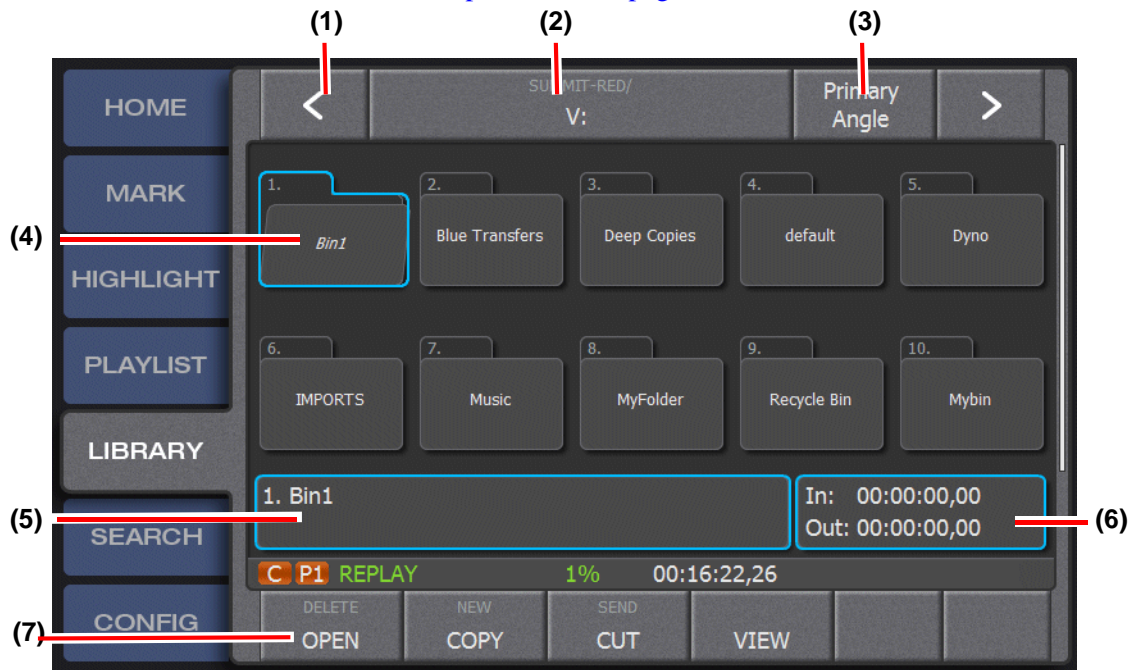 (1) (2) (3)
HOME
SUMMIT-RED/
V:
Primary
Angle
MARK
HIGHLIGHT
PLAYLIST
LIBRARY
SEARCH
CONFIG
(4)
1. 2. 3. 4. 5.
Bin1 Blue Transfers Deep Copies default Dyno
6. 7. 8. 9. 10.
IMPORTS Music MyFolder Recycle Bin Mybin
(5)
1. Bin1
In: 00:00:00,00
Out: 00:00:00,00
(6)
C P1 REPLAY 1% 00:16:22,26
(7)
DELETE NEW SEND
OPEN COPY CUT VIEW